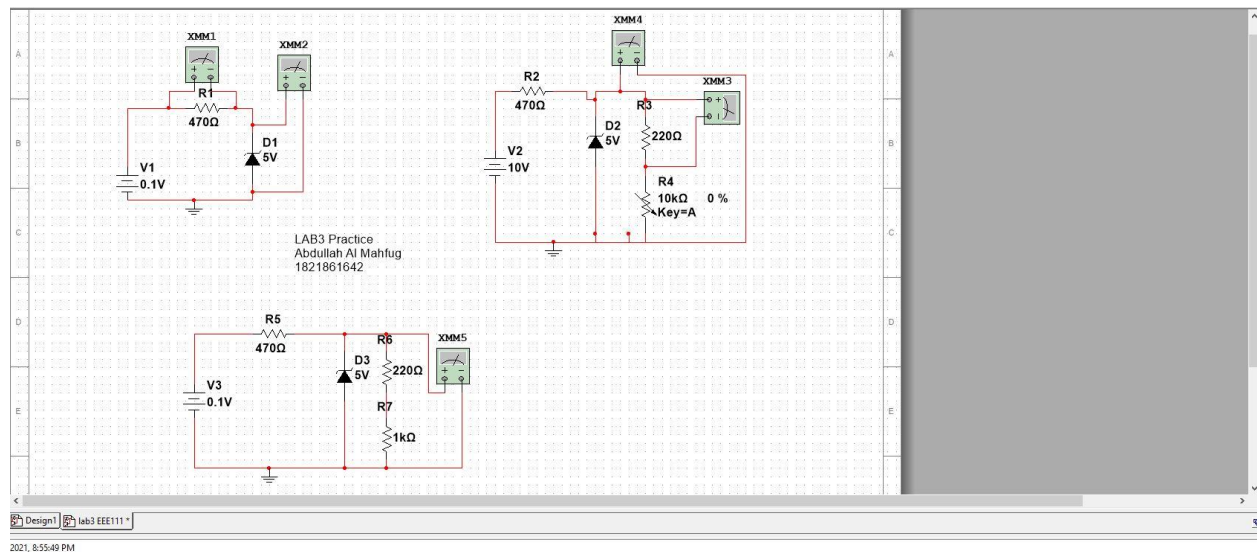 XMM1
XMM2
R1
470Ω
D1
5V
V1
0.1V
XMM4
XMM3
R2
470Ω
R3
220Ω
D2
5V
V2
10V
R4
10kΩ 0 %
Key=A
LAB3 Practice
Abdullah Al Mahfug
1821861642
R5
470Ω
R6
220Ω
XMM5
D3
5V
V3
0.1V
R7
1kΩ
A
B
C
D
E
A
B
C
D
E
Design1
lab3 EEE111 *
2021, 8:55:49 PM